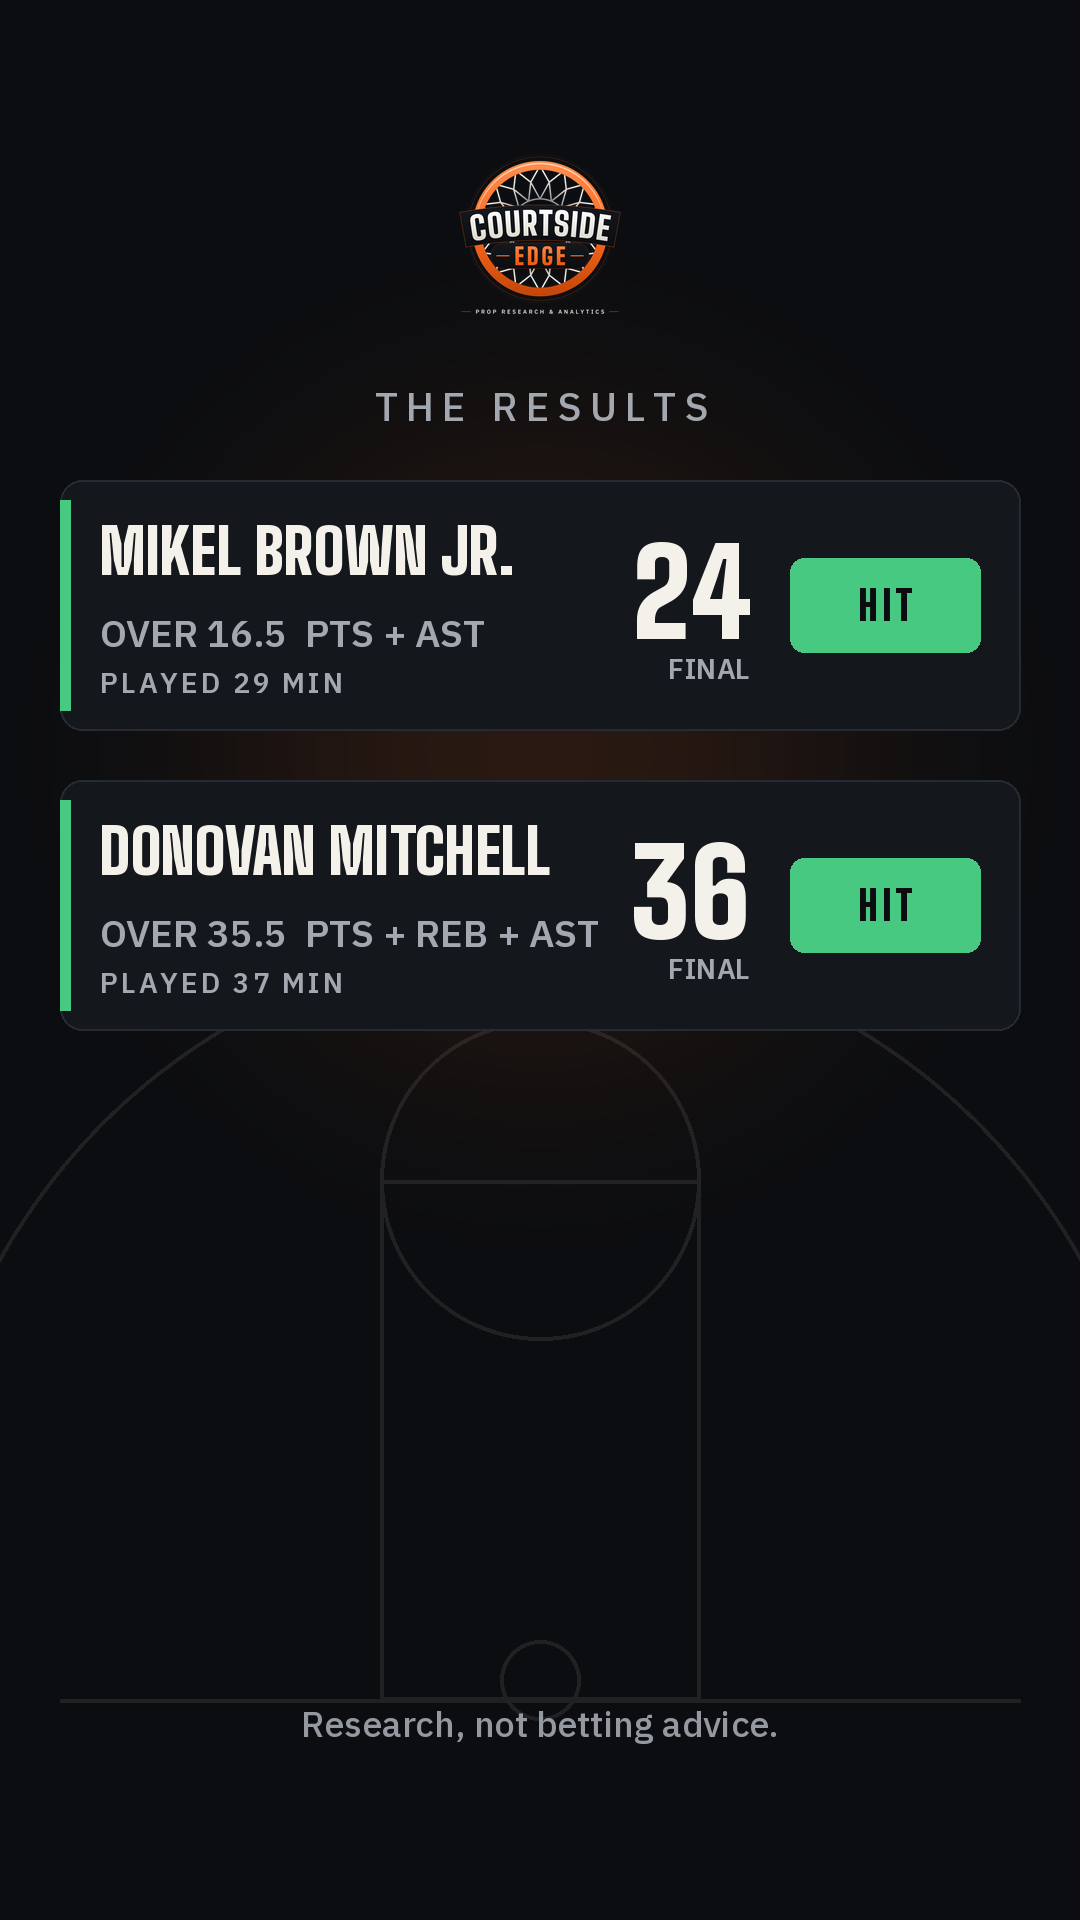 COURTSIDE
EDGE
PROP RESEARCH & ANALYTICS
THE RESULTS
MIKEL BROWN JR.
OVER 16.5 PTS + AST
PLAYED 29 MIN
24
FINAL
HIT
DONOVAN MITCHELL
OVER 35.5 PTS + REB + AST
PLAYED 37 MIN
36
FINAL
HIT
Research, not betting advice.